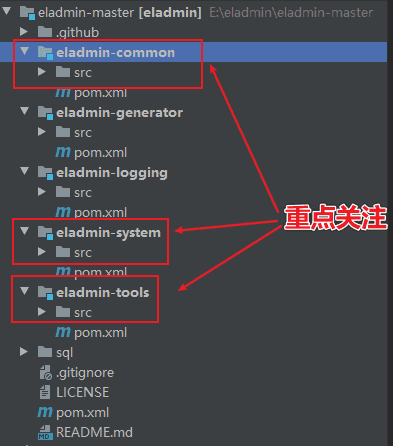 eladmin-master [eladmin] E:\eladmin\eladmin-master
.github
eladmin-common
src
pom.xml
eladmin-generator
src
pom.xml
eladmin-logging
src
pom.xml
重点关注
eladmin-system
src
pom.xml
eladmin-tools
src
pom.xml
sql
.gitignore
LICENSE
pom.xml
README.md